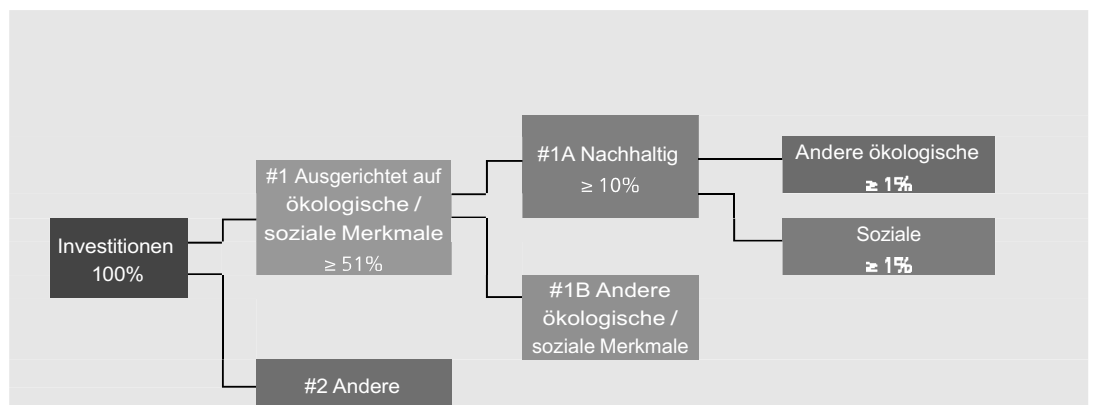 Investitionen
100%
#1 Ausgerichtet auf
ökologische /
soziale Merkmale
≥ 51%
#2 Andere
#1A Nachhaltig
≥ 10%
#1B Andere
ökologische /
soziale Merkmale
Andere ökologische
≥ 1%
Soziale
≥ 1%